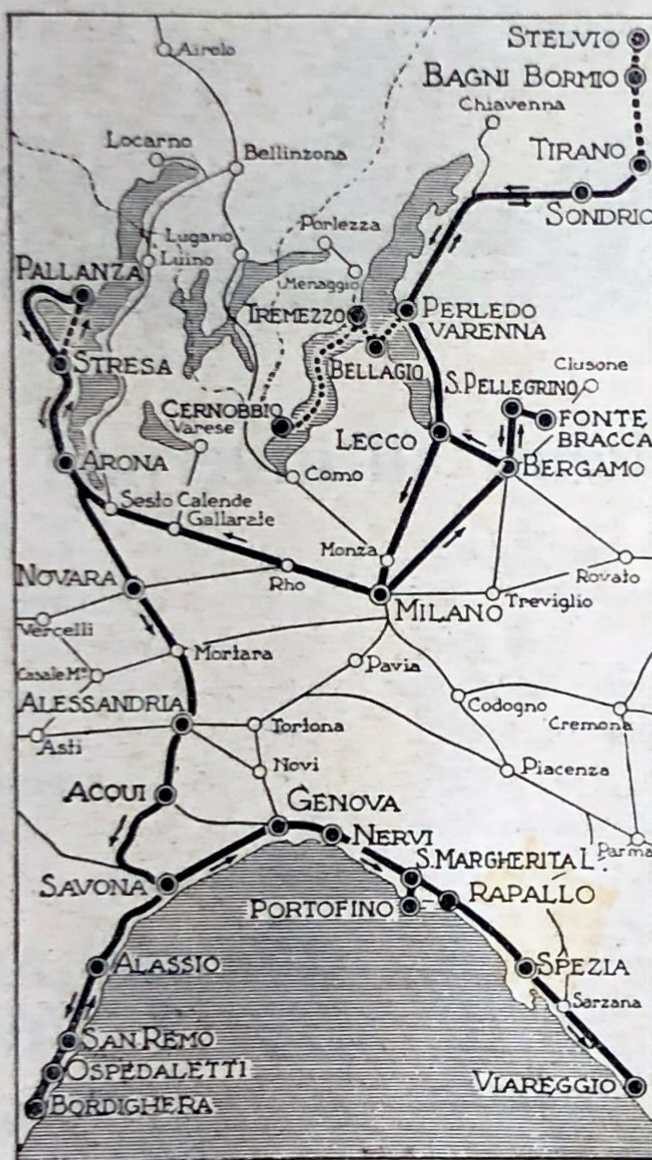 STELVIO
Airolo
BAGNI BORMIO
Chiavenna
Locarno
Bellinzona
TIRANO
SONDRIO
Porlezza
Lugano
Luino
PALLANZA
Menaggio
TREMEZZO
PERLEDO
VARENNA
STRESA
BELLAGIO
Clusone
S.PELLEGRINO
CERNOBBIO
Varese
FONTE
BRACCA
LECCO
ARONA
BERGAMO
Como
Sesto Calende
Gallarate
Monza
Rovato
NOVARA
Rho
MILANO
Treviglio
Vercelli
Mortara
Pavia
Casale Mº
ALESSANDRIA
Codogno
Cremona
Tortona
Asti
Novi
Piacenza
ACQUI
GENOVA
NERVI
Parma
S.MARGHERITA L.
SAVONA
RAPALLO
PORTOFINO
ALASSIO
SPEZIA
Sarzana
SAN REMO
OSPEDALETTI
VIAREGGIO
BORDIGHERA